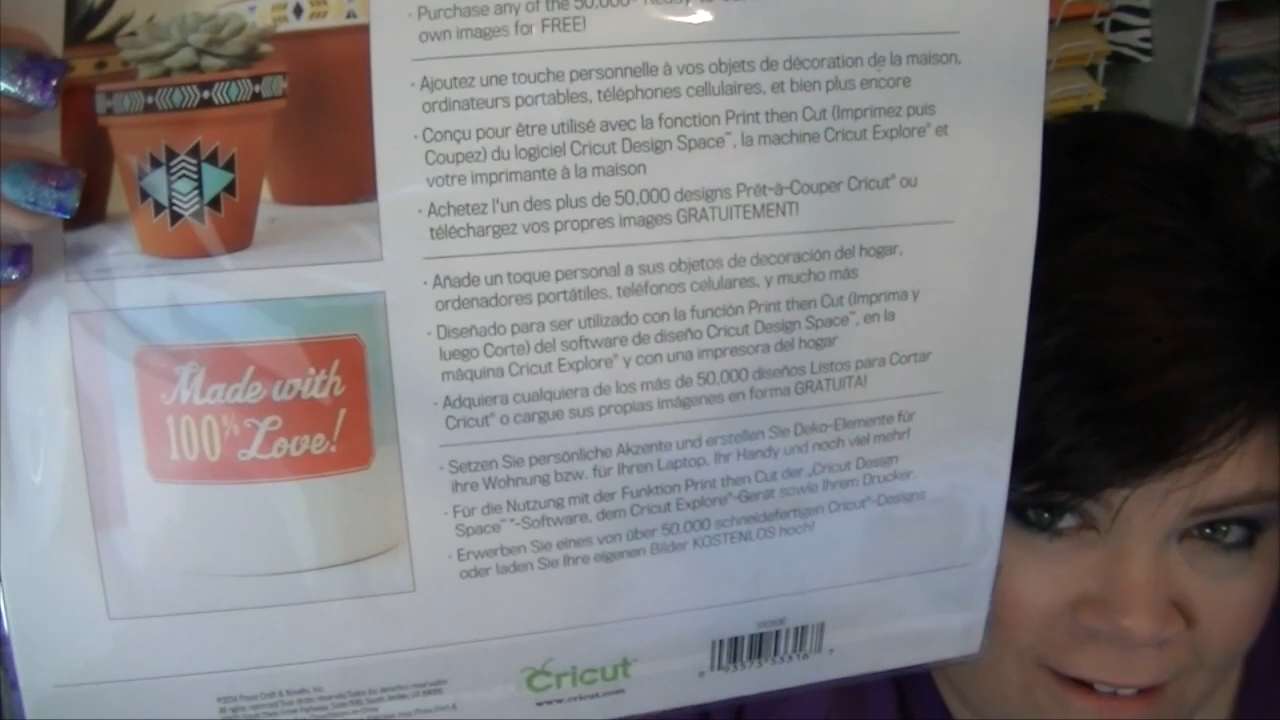 · Purchase any of the 50,000+ Ready to
own images for FREE!
· Ajoutez une touche personnelle à vos objets de décoration de la maison,
ordinateurs portables, téléphones cellulaires, et bien plus encore
· Conçu pour être utilisé avec la fonction Print then Cut (Imprimez puis
Coupez) du logiciel Cricut Design Space™, la machine Cricut Explore® et
votre imprimante à la maison
· Achetez l'un des plus de 50,000 designs Prêt-à-Couper Cricut® ou
téléchargez vos propres images GRATUITEMENT!
· Añade un toque personal a sus objetos de decoración del hogar,
ordenadores portátiles, teléfonos celulares, y mucho más
· Diseñado para ser utilizado con la función Print then Cut (Imprima y
luego Corte) del software de diseño Cricut Design Space™, en la
máquina Cricut Explore® y con una impresora del hogar
· Adquiera cualquiera de los más de 50,000 diseños Listos para Cortar
Cricut® o cargue sus propias imágenes en forma GRATUITA!
· Setzen Sie persönliche Akzente und erstellen Sie Deko-Elemente für
ihre Wohnung bzw. für Ihren Laptop, Ihr Handy und noch viel mehr!
· Für die Nutzung mit der Funktion Print then Cut der „Cricut Design
Space™"-Software, dem Cricut Explore®-Gerät sowie Ihrem Drucker.
· Erwerben Sie eines von über 50.000 schneidefertigen Cricut®-Designs
oder laden Sie Ihre eigenen Bilder KOSTENLOS hoch!
Made with
100% Love!
Cricut™
www.cricut.com